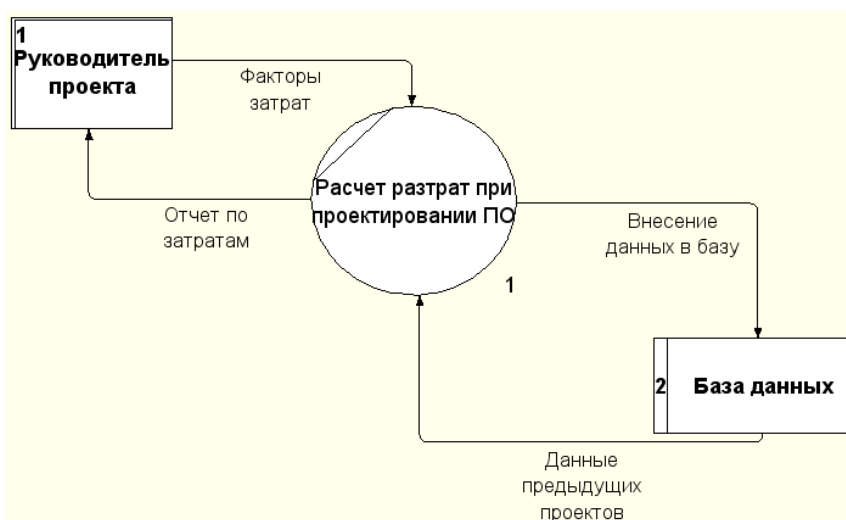 1
Руководитель
проекта
Факторы
затрат
Расчет разтрат при
проектировании ПО
1
Отчет по
затратам
Внесение
данных в базу
2
База данных
Данные
предыдущих
проектов